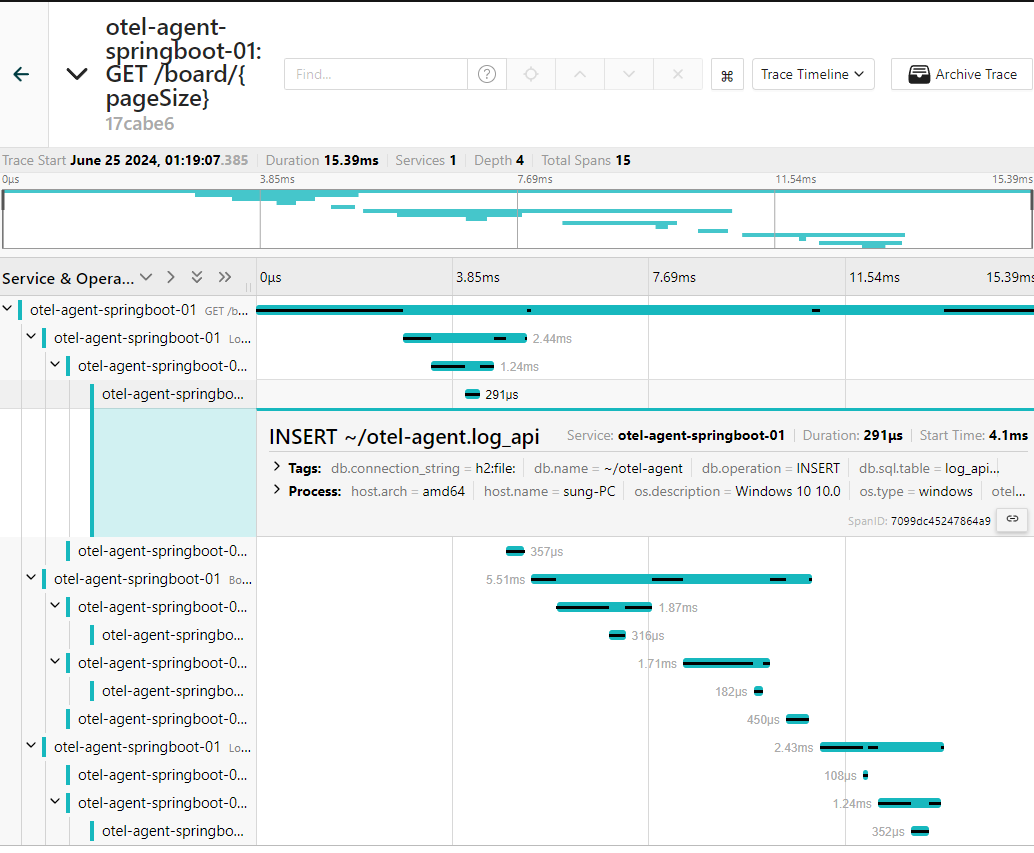 otel-agent-
springboot-01:
GET /board/{
pageSize}
17cabe6
Find...
?
⌘
Trace Timeline
Archive Trace
Trace Start June 25 2024, 01:19:07.385 Duration 15.39ms Services 1 Depth 4 Total Spans 15
0μs 3.85ms 7.69ms 11.54ms 15.39ms
Service & Opera... 0μs 3.85ms 7.69ms 11.54ms 15.39ms
otel-agent-springboot-01 GET /b...
otel-agent-springboot-01 Lo... 2.44ms
otel-agent-springboot-0... 1.24ms
otel-agent-springbo... 291μs
INSERT ~/otel-agent.log_api Service: otel-agent-springboot-01 Duration: 291μs Start Time: 4.1ms
Tags: db.connection_string = h2:file: db.name = ~/otel-agent db.operation = INSERT db.sql.table = log_api...
Process: host.arch = amd64 host.name = sung-PC os.description = Windows 10 10.0 os.type = windows otel...
SpanID: 7099dc45247864a9
otel-agent-springboot-0... 357μs
otel-agent-springboot-01 Bo... 5.51ms
otel-agent-springboot-0... 1.87ms
otel-agent-springbo... 316μs
otel-agent-springboot-0... 1.71ms
otel-agent-springbo... 182μs
otel-agent-springboot-0... 450μs
otel-agent-springboot-01 Lo... 2.43ms
otel-agent-springboot-0... 108μs
otel-agent-springboot-0... 1.24ms
otel-agent-springbo... 352μs